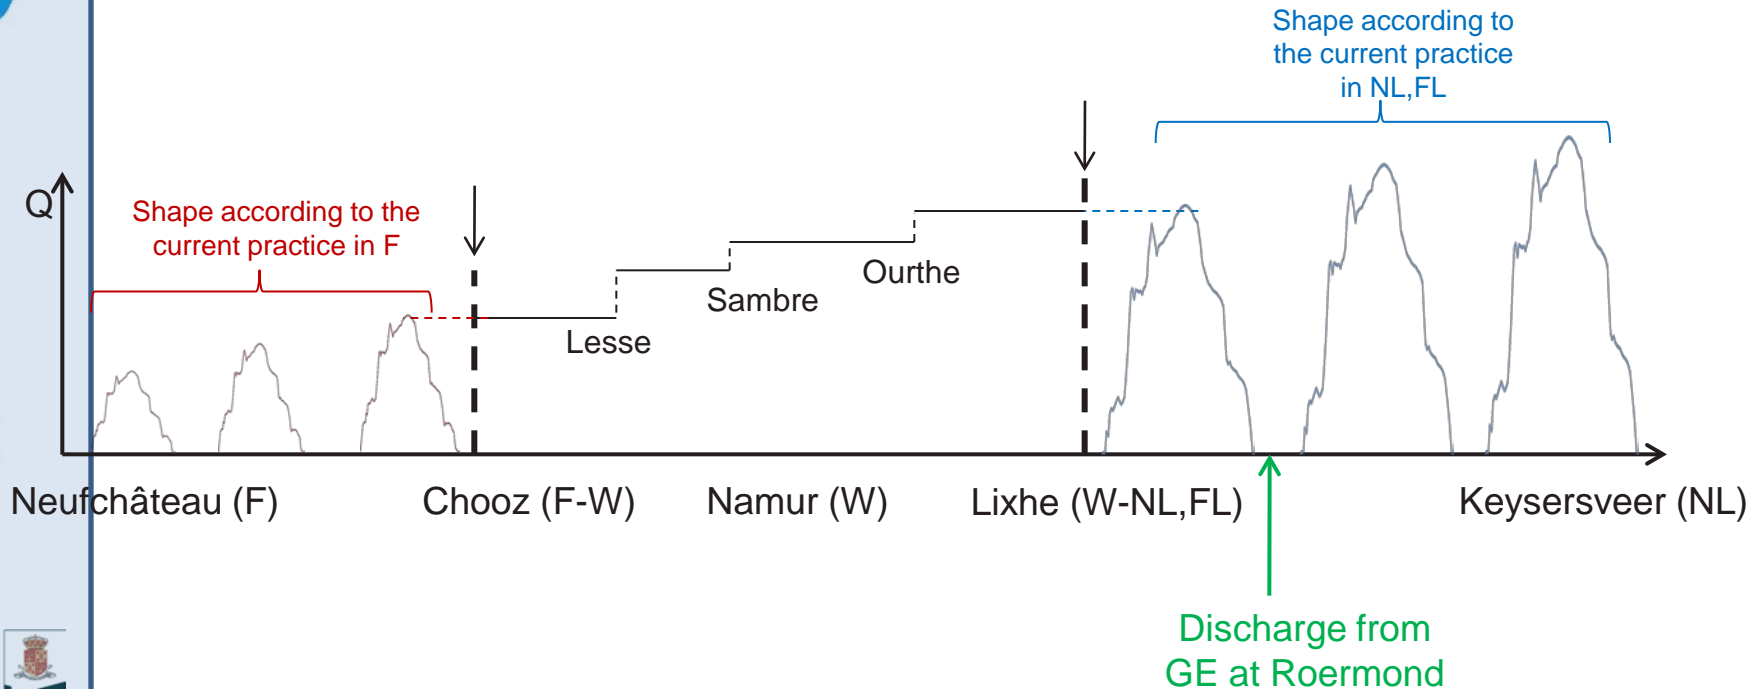 Shape according to
the current practice
in NL,FL
Q
Shape according to the
current practice in F
Ourthe
Sambre
Lesse
Neufchâteau (F)
Chooz (F-W)
Namur (W)
Lixhe (W-NL,FL)
Keysersveer (NL)
Discharge from
GE at Roermond